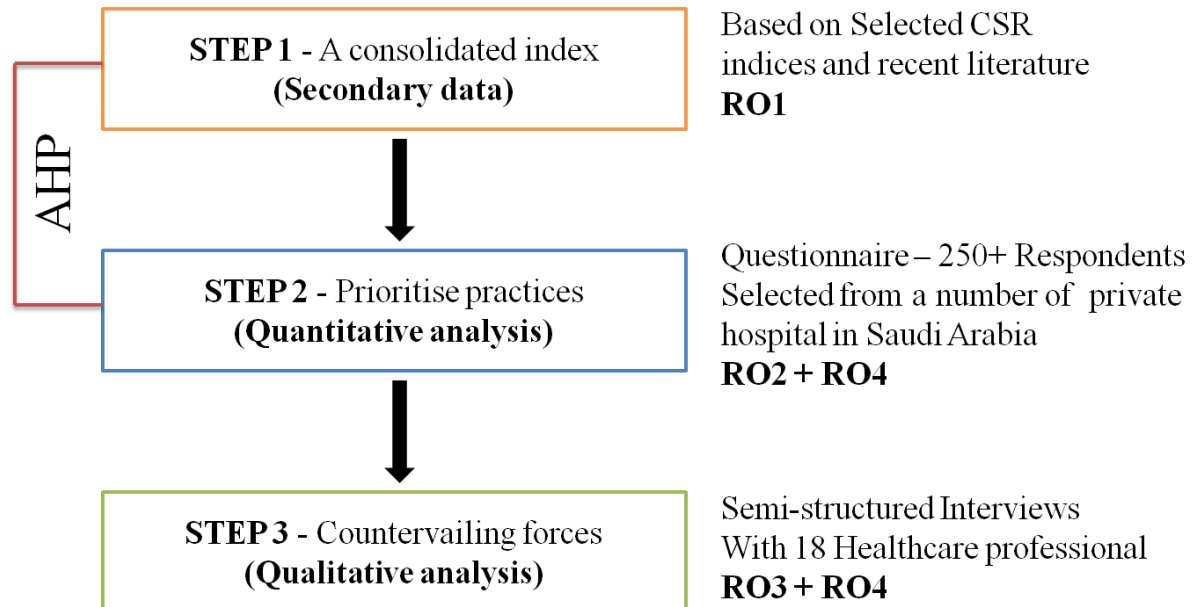 AHP
STEP 1 - A consolidated index
(Secondary data)
Based on Selected CSR
indices and recent literature
RO1
STEP 2 - Prioritise practices
(Quantitative analysis)
Questionnaire – 250+ Respondents
Selected from a number of private
hospital in Saudi Arabia
RO2 + RO4
STEP 3 - Countervailing forces
(Qualitative analysis)
Semi-structured Interviews
With 18 Healthcare professional
RO3 + RO4